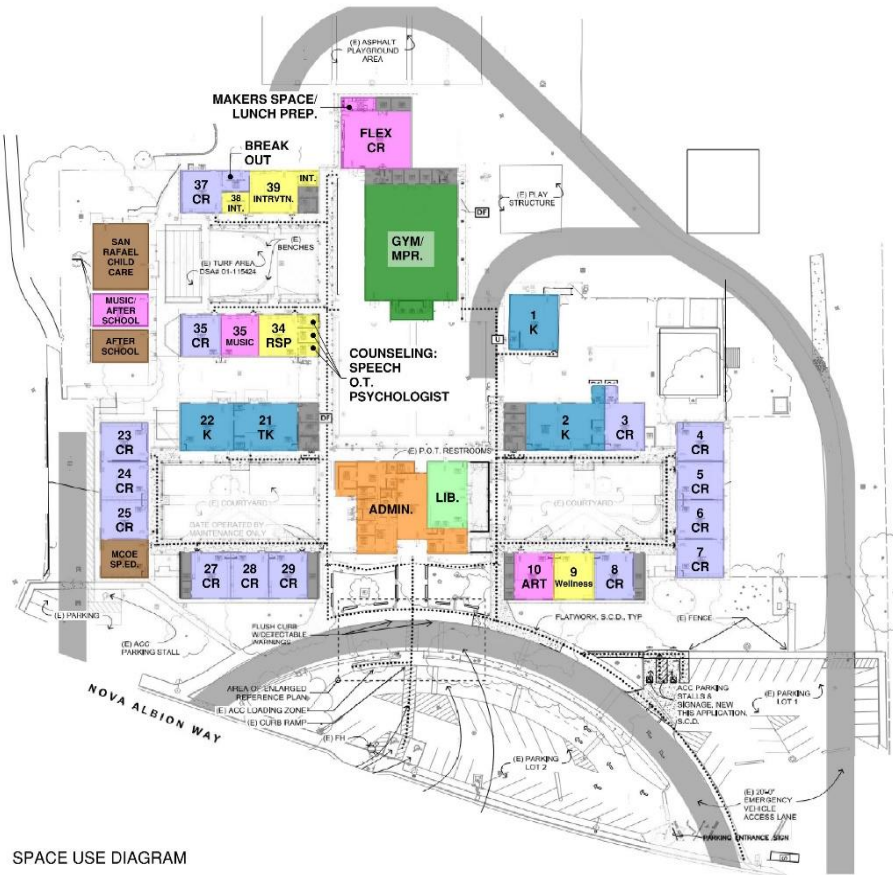 (E) ASPHALT
PLAYGROUND
AREA
MAKERS SPACE/
LUNCH PREP.
FLEX
CR
BREAK
OUT
37
CR
38
INT.
39
INTRVTN.
INT.
(E) PLAY
STRUCTURE
DF
GYM/
MPR.
SAN
RAFAEL
CHILD
CARE
(E)
BENCHES
(E) TURF AREA
DSA# 01-115424
MUSIC/
AFTER
SCHOOL
AFTER
SCHOOL
35
CR
35
MUSIC
34
RSP
1
K
COUNSELING:
SPEECH
O.T.
PSYCHOLOGIST
22
K
21
TK
DF
2
K
3
CR
23
CR
24
CR
25
CR
MCOE
SP.ED.
(E) P.O.T. RESTROOMS
4
CR
5
CR
6
CR
7
CR
(E) COURTYARD
GATE OPERATED BY
MAINTENANCE ONLY
ADMIN.
LIB.
(E) COURTYARD
27
CR
28
CR
29
CR
10
ART
9
Wellness
8
CR
(E) PARKING
(E) ACC
PARKING STALL
FLUSH CURB
W/DETECTABLE
WARNINGS
FLATWORK, S.C.D., TYP
(E) FENCE
NOVA ALBION WAY
AREA OF ENLARGED
REFERENCE PLAN
(E) ACC LOADING ZONE
(E) CURB RAMP
(E) FH
ACC PARKING
STALLS &
SIGNAGE, NEW
THIS APPLICATION.
S.C.D.
(E) PARKING
LOT 1
(E) PARKING
LOT 2
(E) 20'-0"
EMERGENCY
VEHICLE
ACCESS LANE
PARKING ENTRANCE SIGN
SPACE USE DIAGRAM